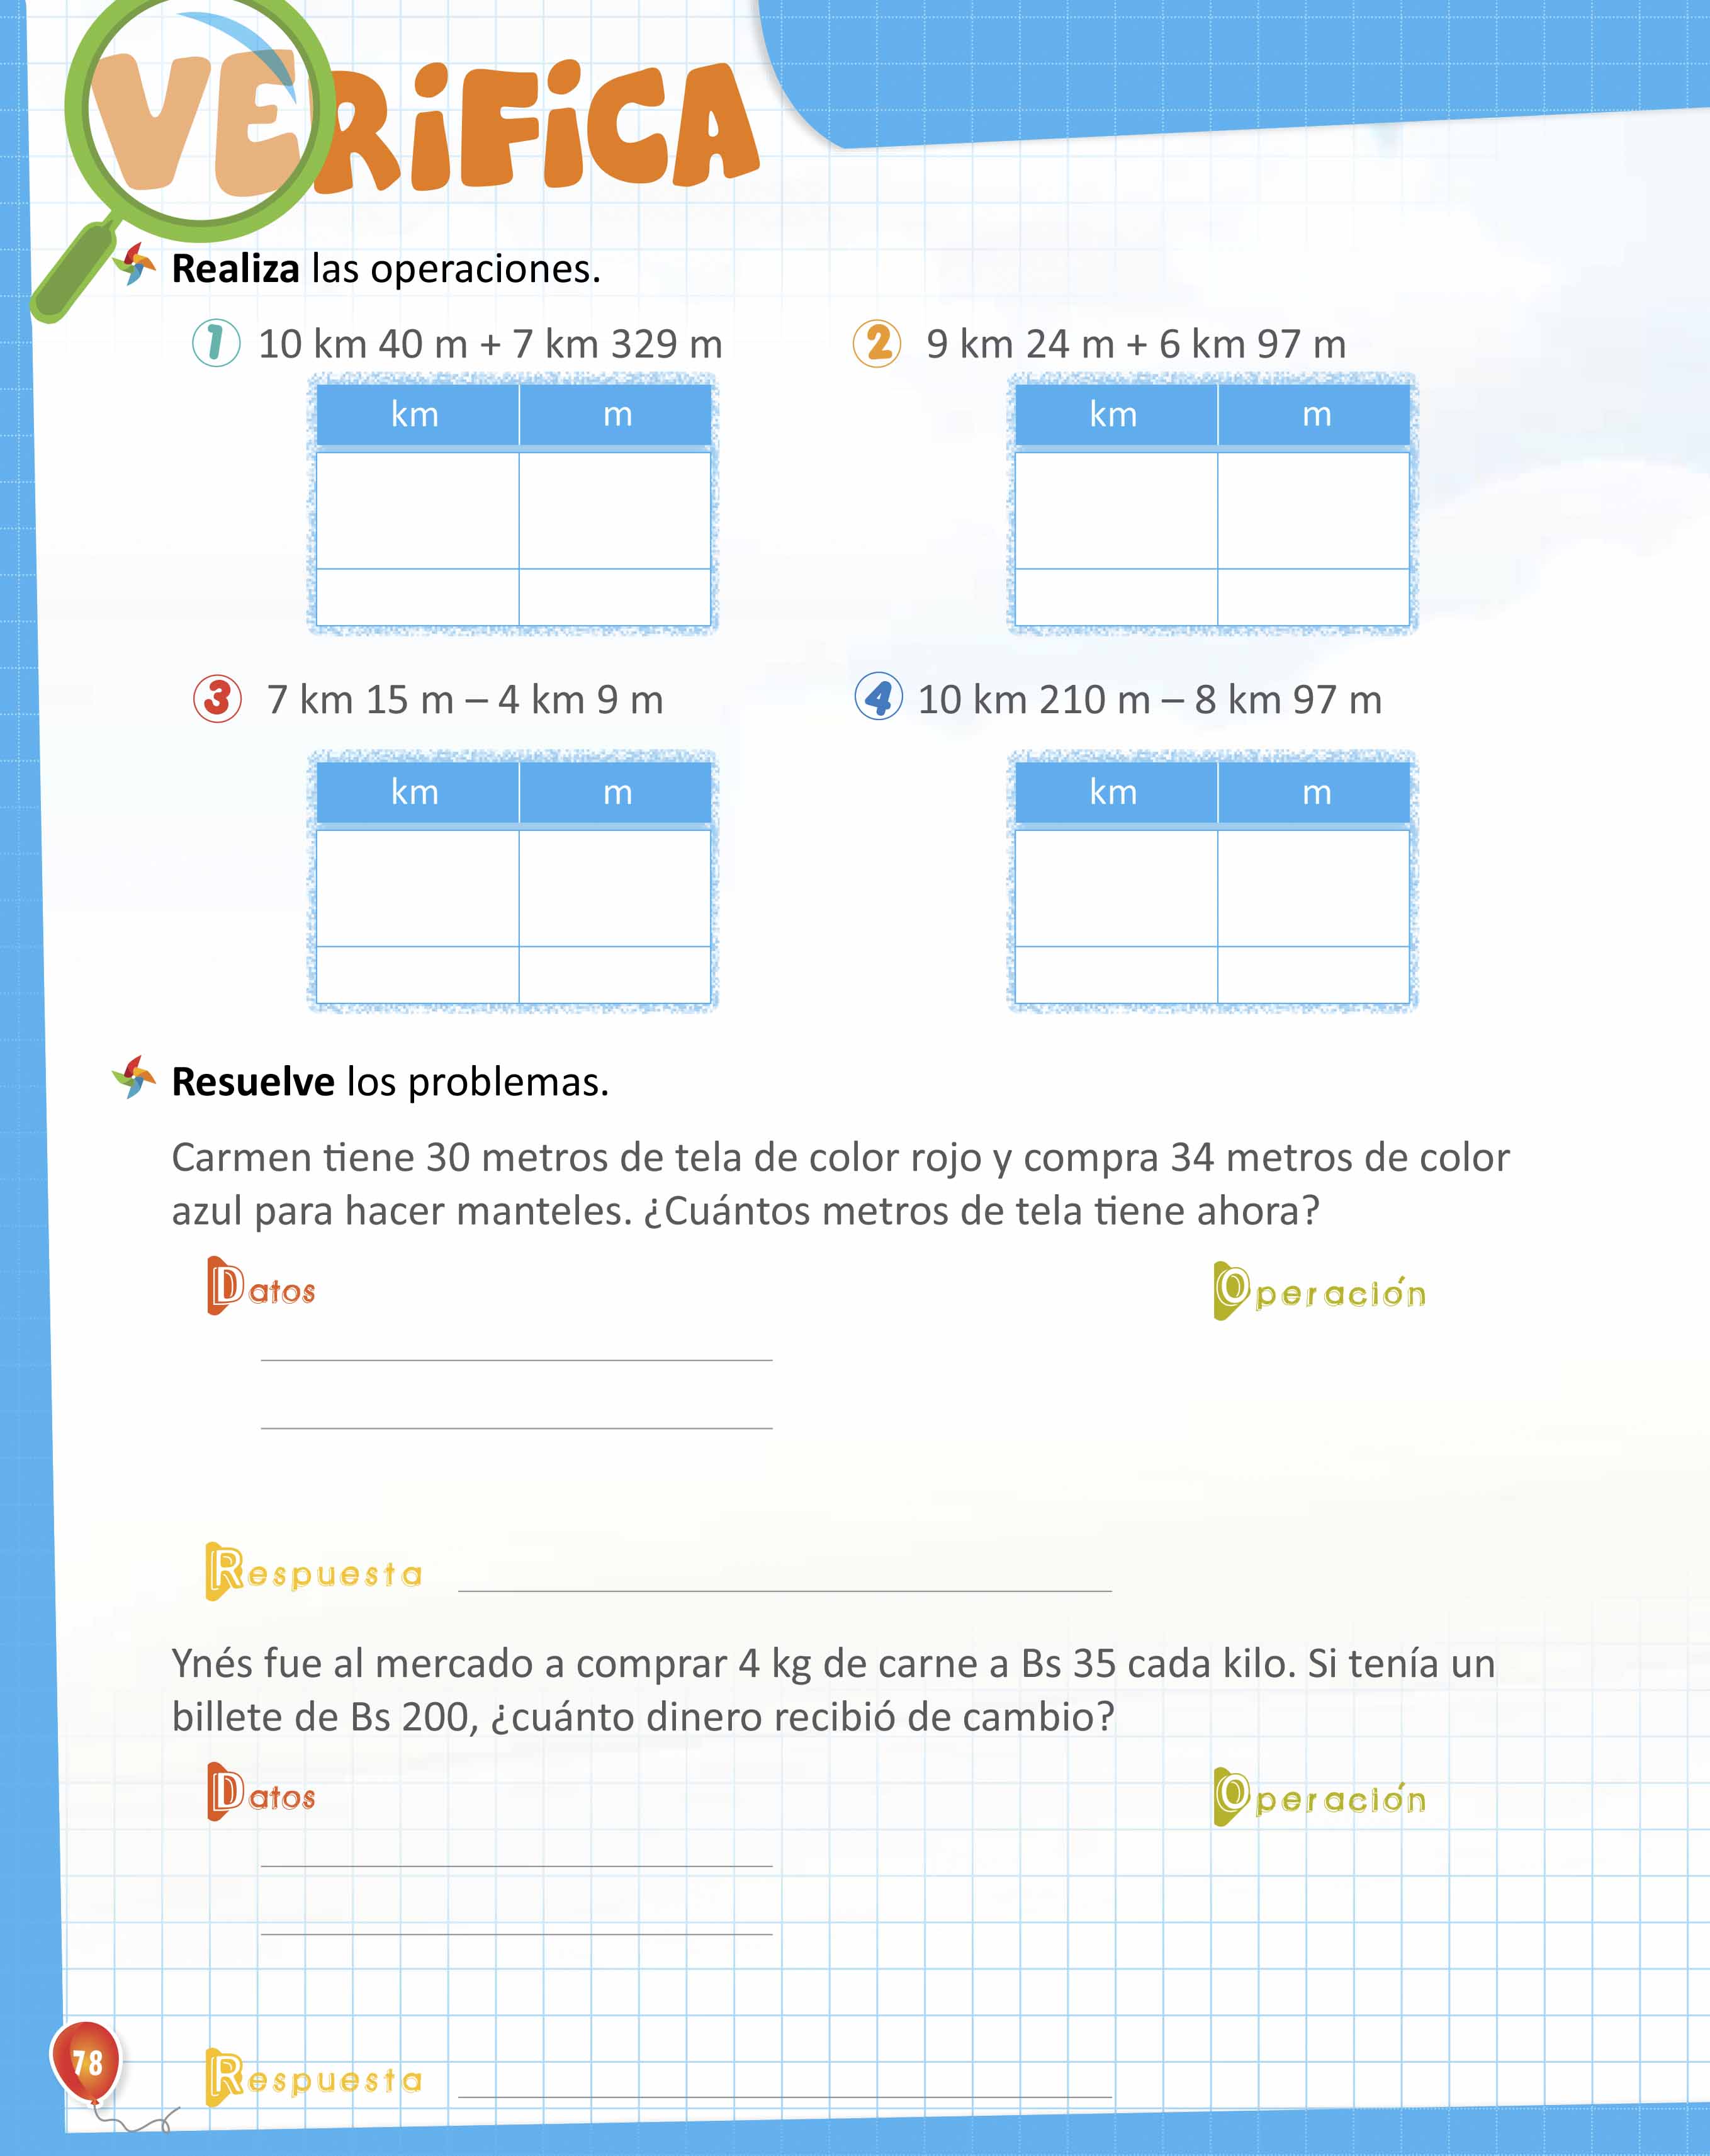 VERIFICA
Realiza las operaciones.
1 10 km 40 m + 7 km 329 m
km m
2 9 km 24 m + 6 km 97 m
km m
3 7 km 15 m – 4 km 9 m
km m
4 10 km 210 m – 8 km 97 m
km m
Resuelve los problemas.
Carmen tiene 30 metros de tela de color rojo y compra 34 metros de color
azul para hacer manteles. ¿Cuántos metros de tela tiene ahora?
Datos
Operación
Respuesta
Ynés fue al mercado a comprar 4 kg de carne a Bs 35 cada kilo. Si tenía un
billete de Bs 200, ¿cuánto dinero recibió de cambio?
Datos
Operación
Respuesta
78